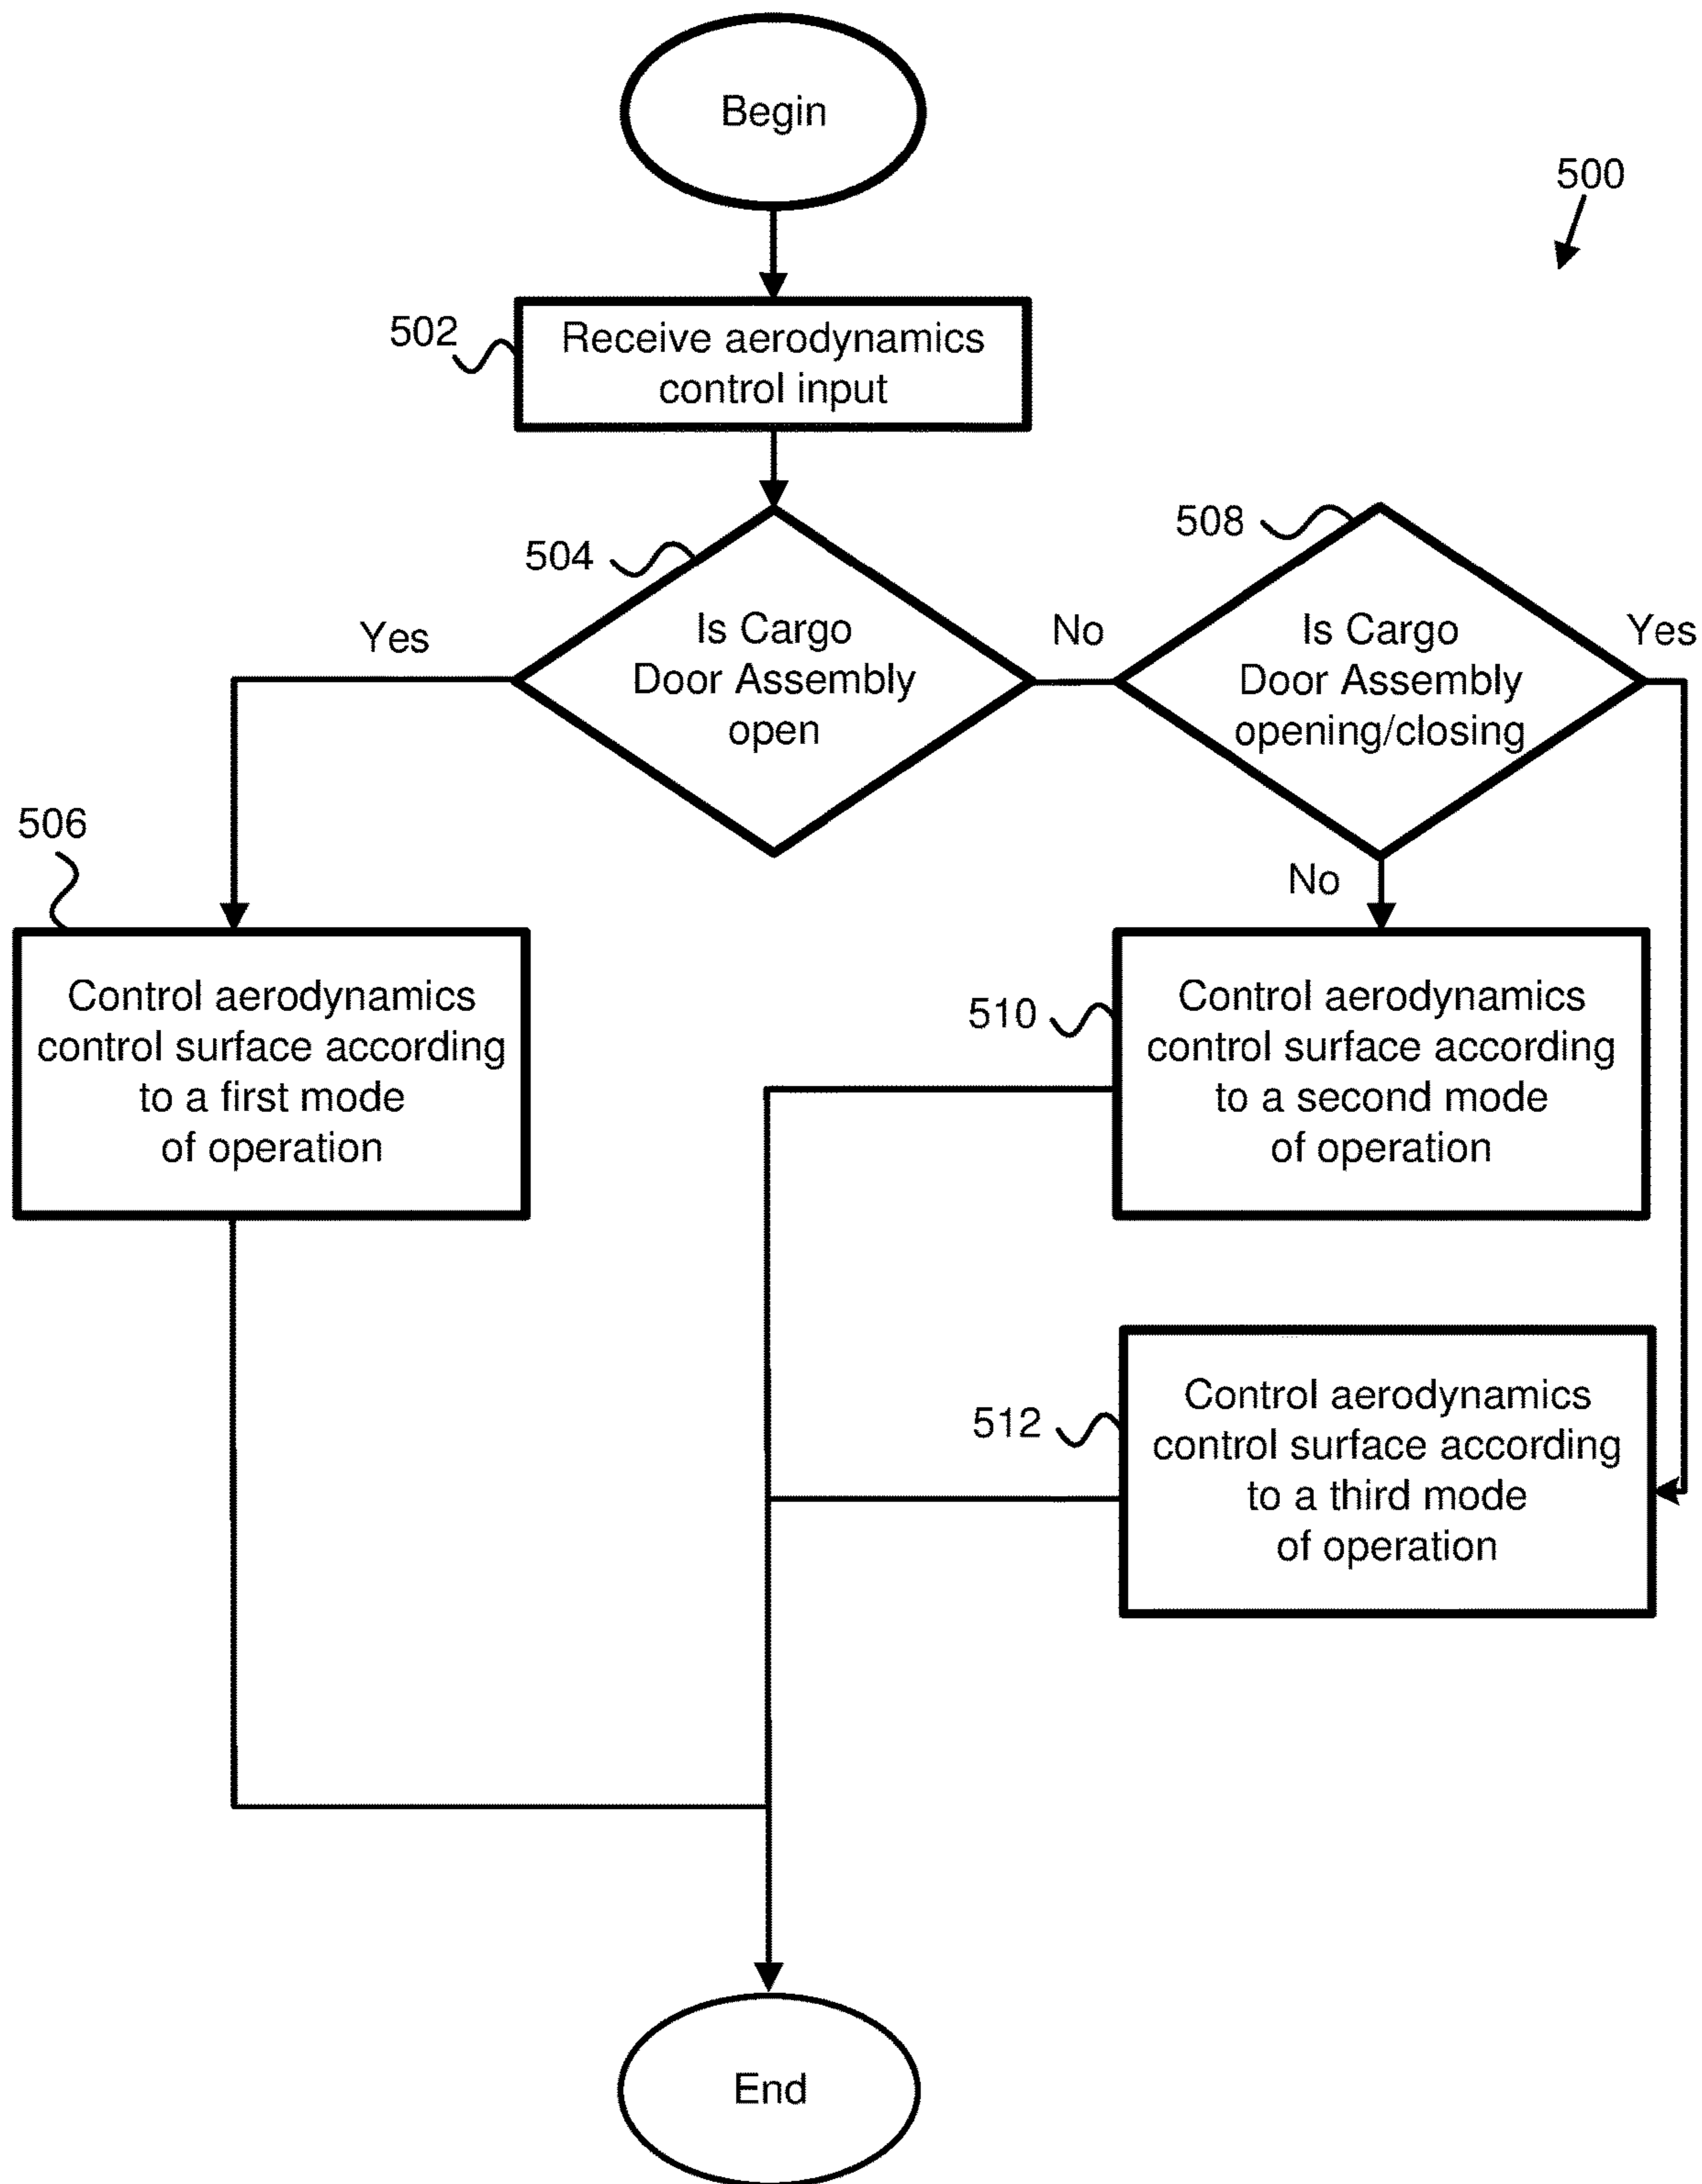 Begin
500
502
Receive aerodynamics
control input
504
Is Cargo
Door Assembly
open
Yes
No
508
Is Cargo
Door Assembly
opening/closing
Yes
No
506
Control aerodynamics
control surface according
to a first mode
of operation
510
Control aerodynamics
control surface according
to a second mode
of operation
512
Control aerodynamics
control surface according
to a third mode
of operation
End